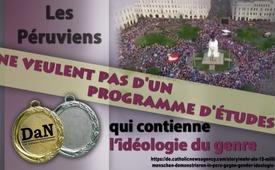 Les
Péruviens
NE VEULENT PAS D'UN
PROGRAMME D'ÉTUDES
DaN
qui contienne
l'idéologie du genre
https://de.catholicnewsagency.com/story/mehr-als-15-mill
menschen-demonstrieren-in-peru-gegen-gender-ideologie-